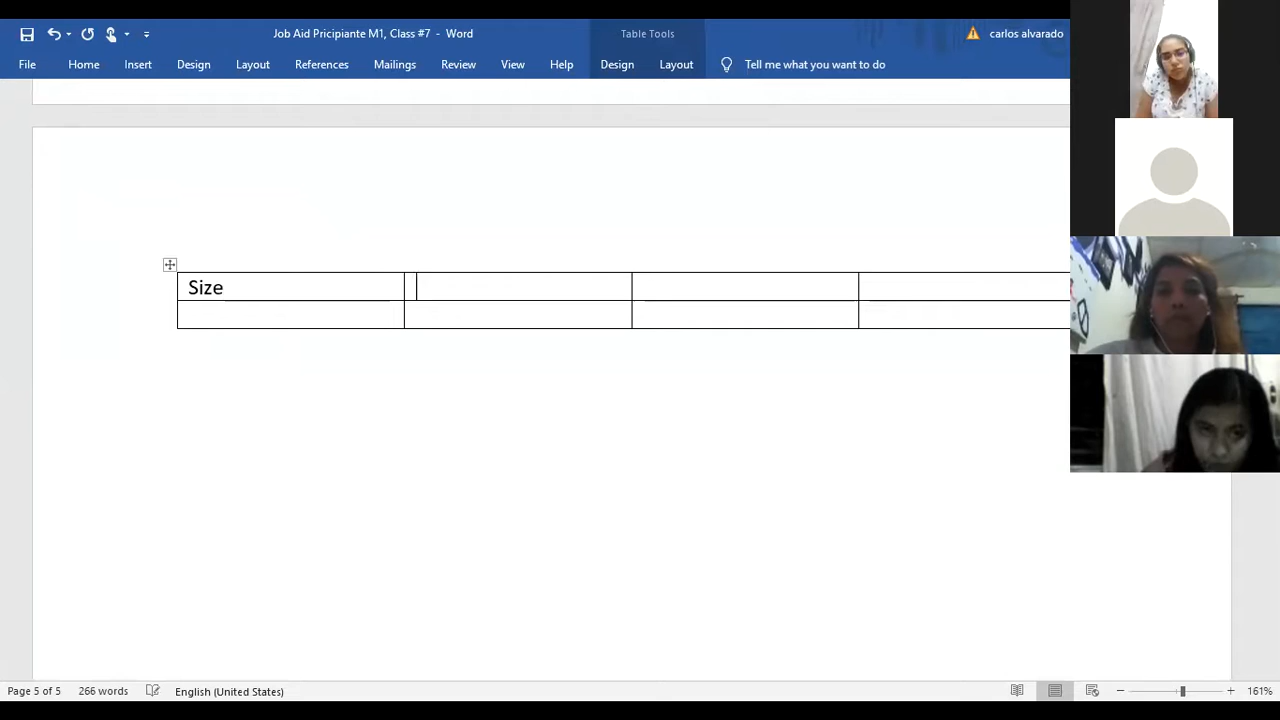 Job Aid Pricipiante M1, Class #7 - Word
Table Tools
carlos alvarado
File Home Insert Design Layout References Mailings Review View Help Design Layout Tell me what you want to do
Size
Page 5 of 5 266 words English (United States) 161%